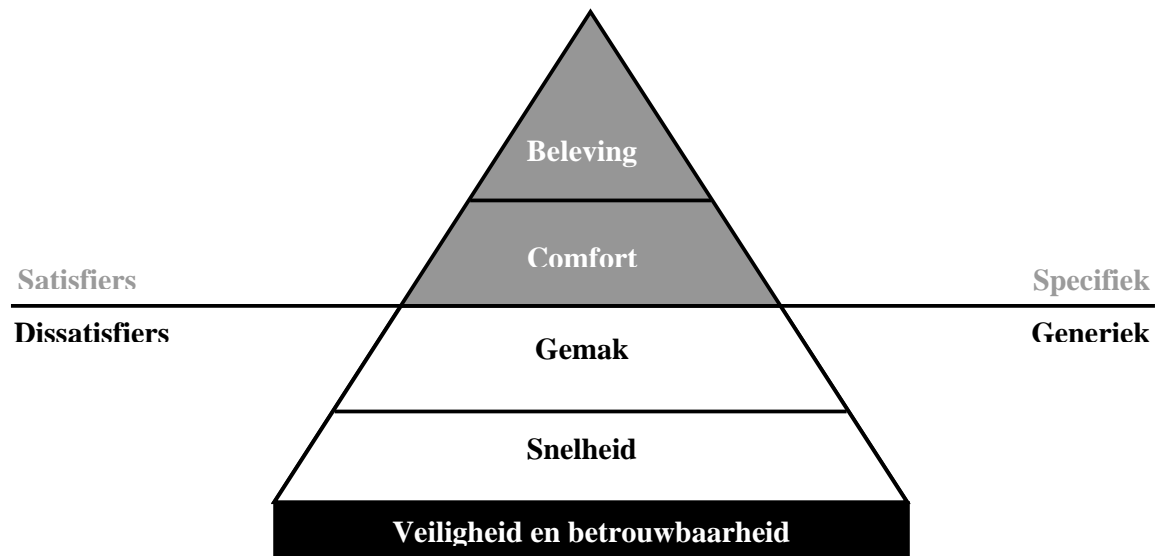 Beleving
Comfort
Satisfiers
Specifiek
Dissatisfiers
Generiek
Gemak
Snelheid
Veiligheid en betrouwbaarheid